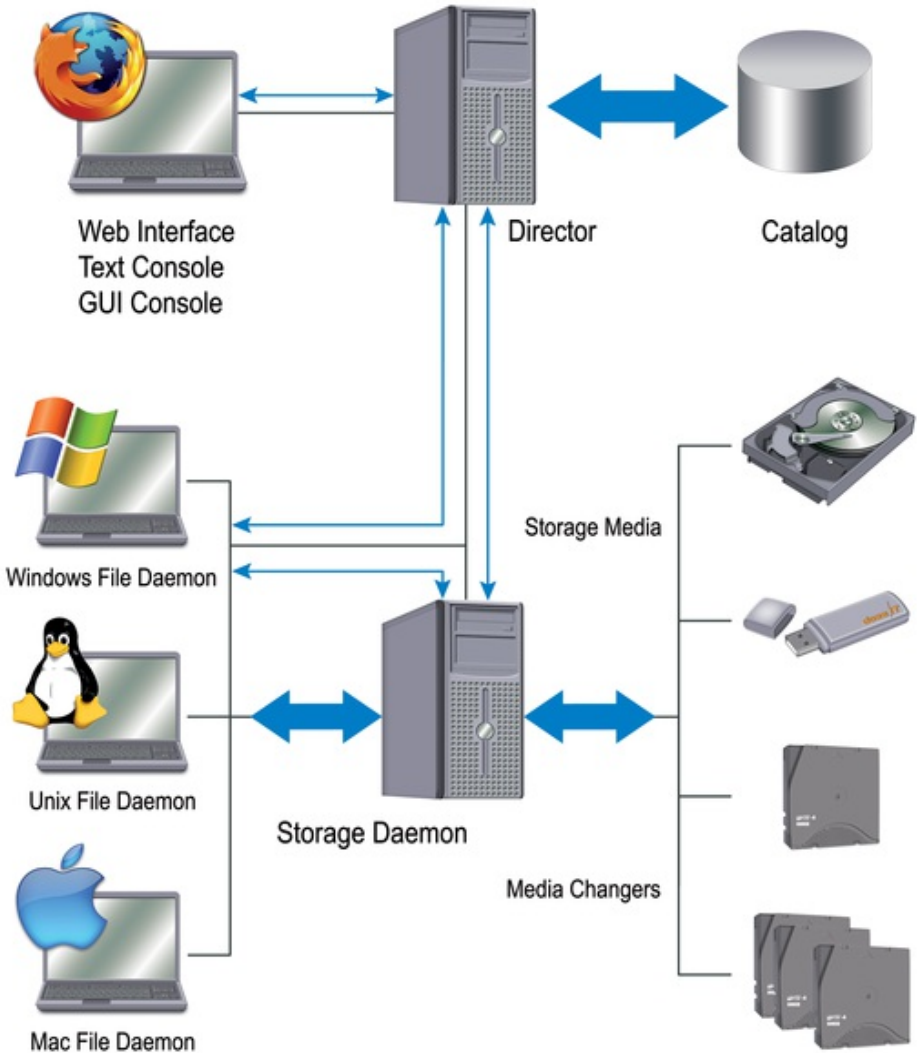 Web Interface
Text Console
GUI Console
Director
Catalog
Windows File Daemon
Storage Media
Unix File Daemon
Storage Daemon
Media Changers
Mac File Daemon